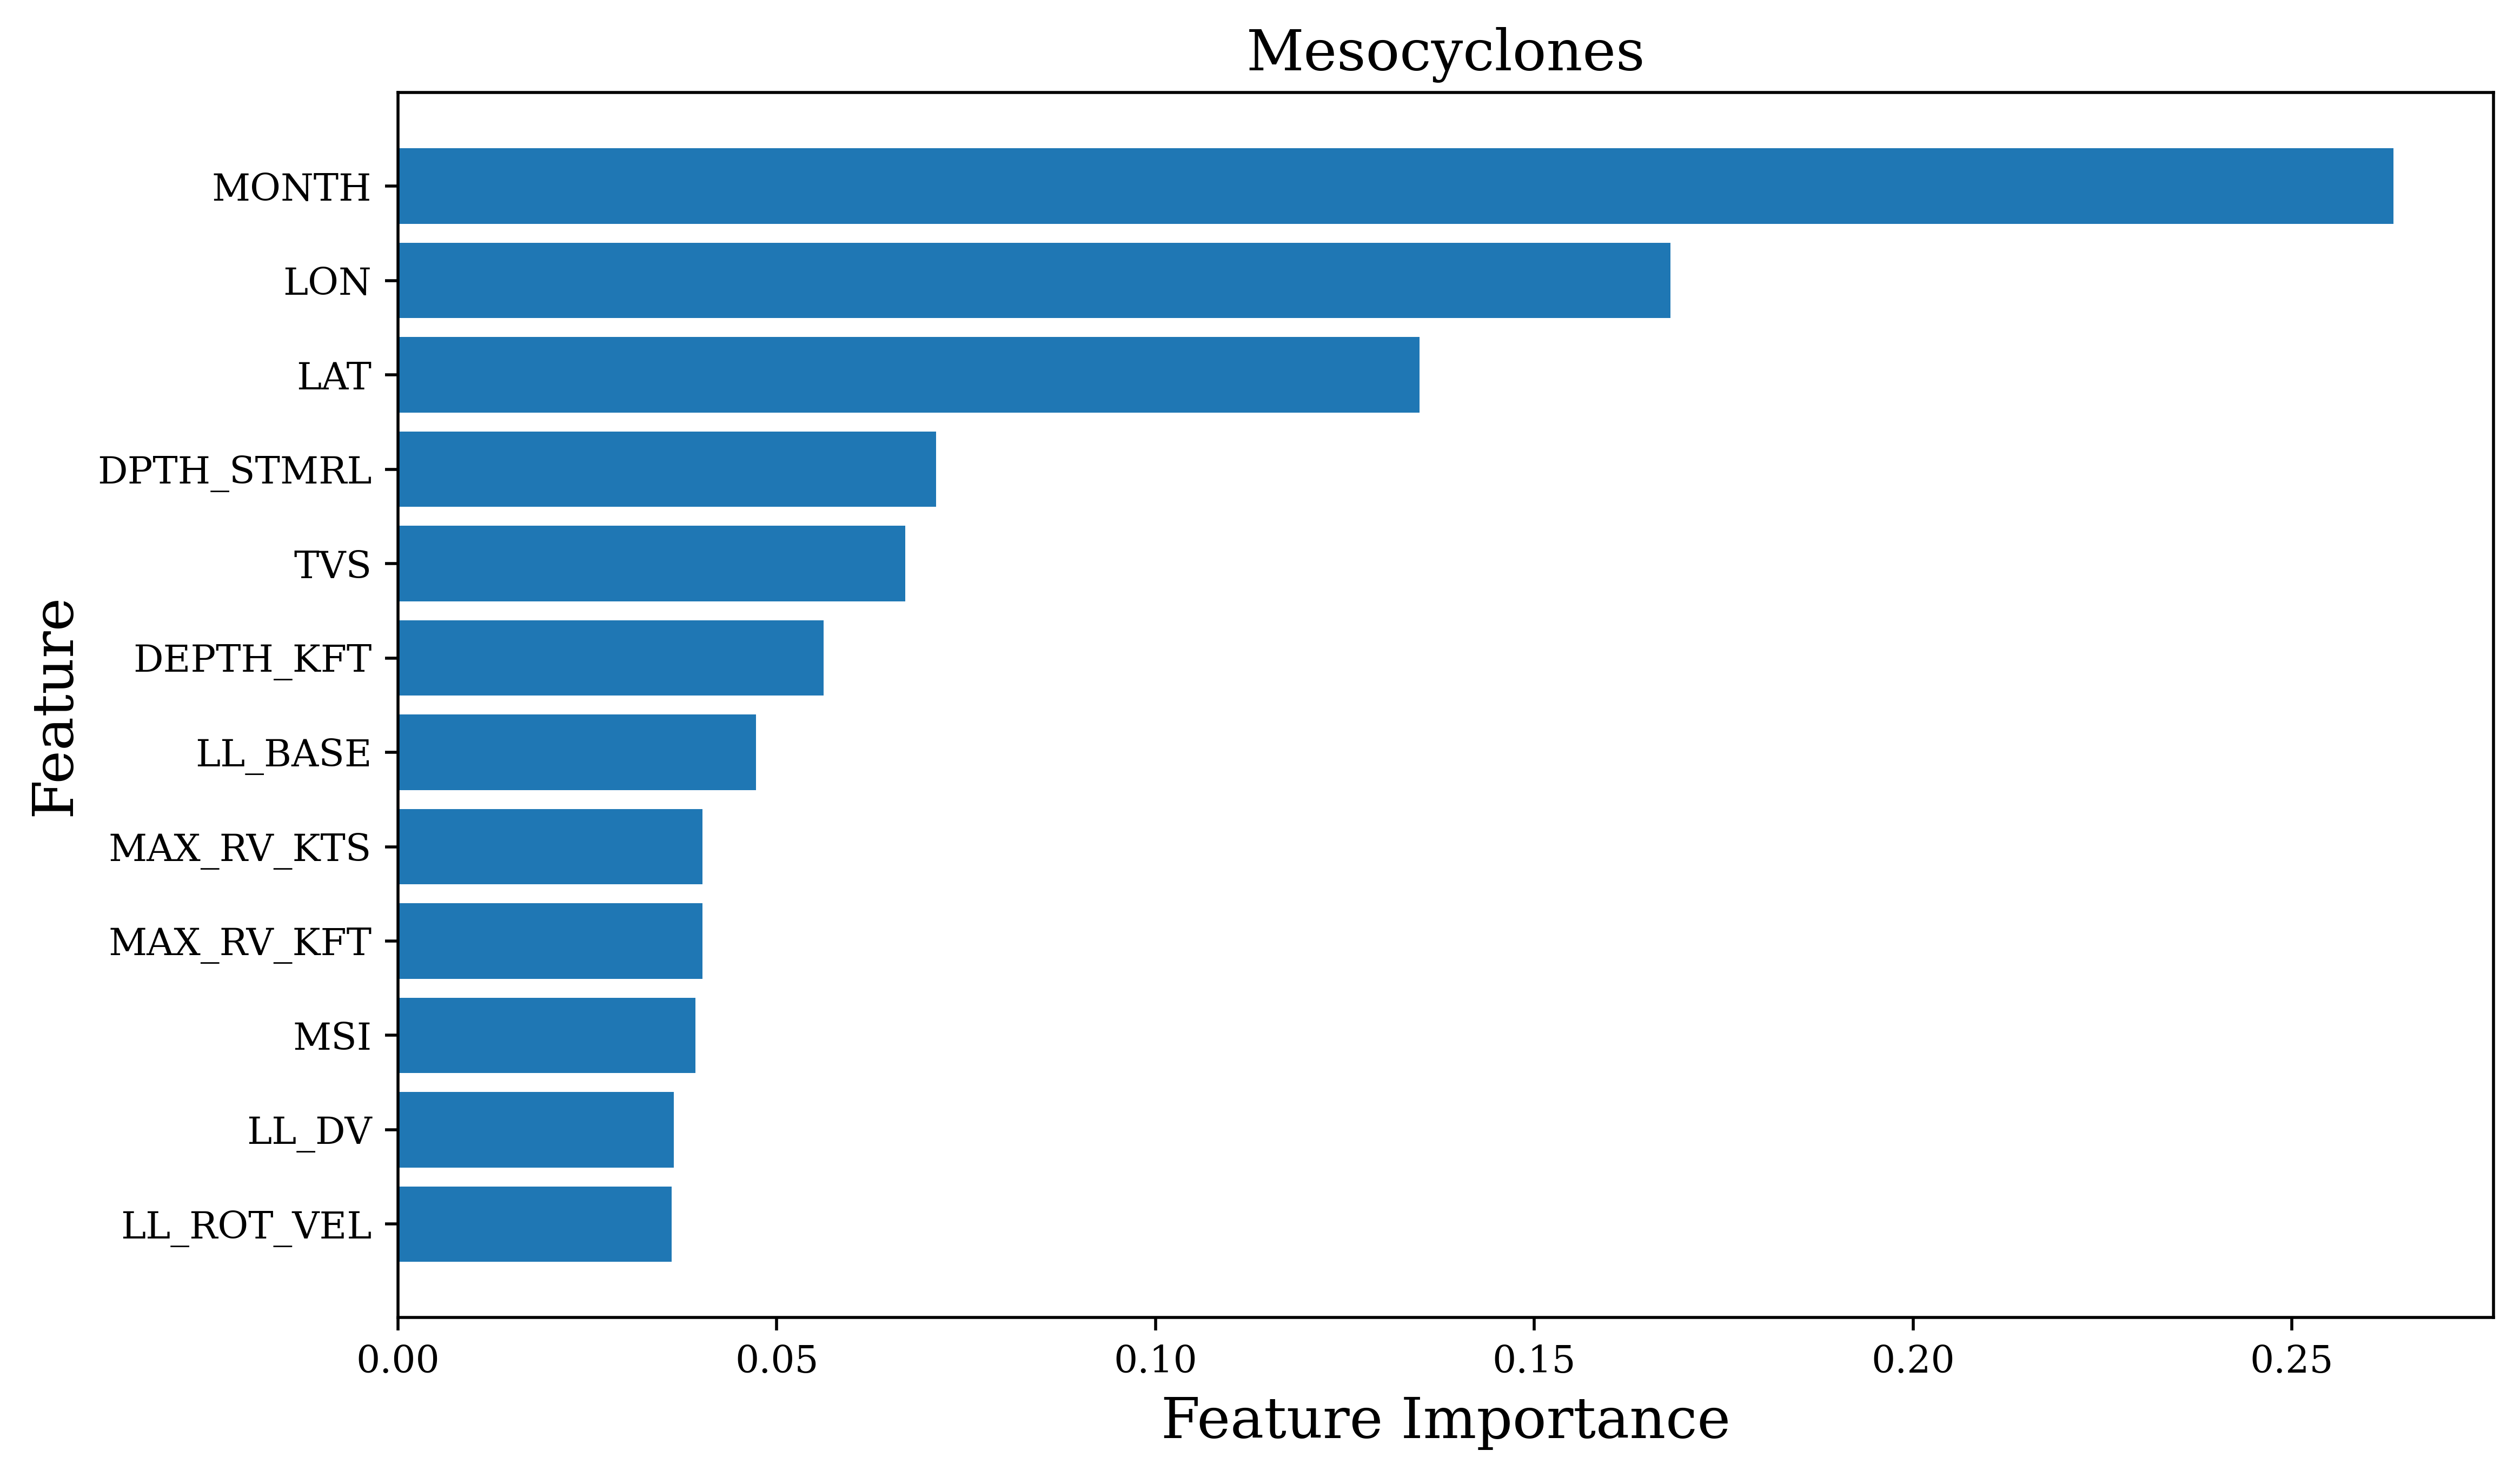 Mesocyclones
Feature
MONTH
LON
LAT
DPTH_STMRL
TVS
DEPTH_KFT
LL_BASE
MAX_RV_KTS
MAX_RV_KFT
MSI
LL_DV
LL_ROT_VEL
0.00 0.05 0.10 0.15 0.20 0.25
Feature Importance